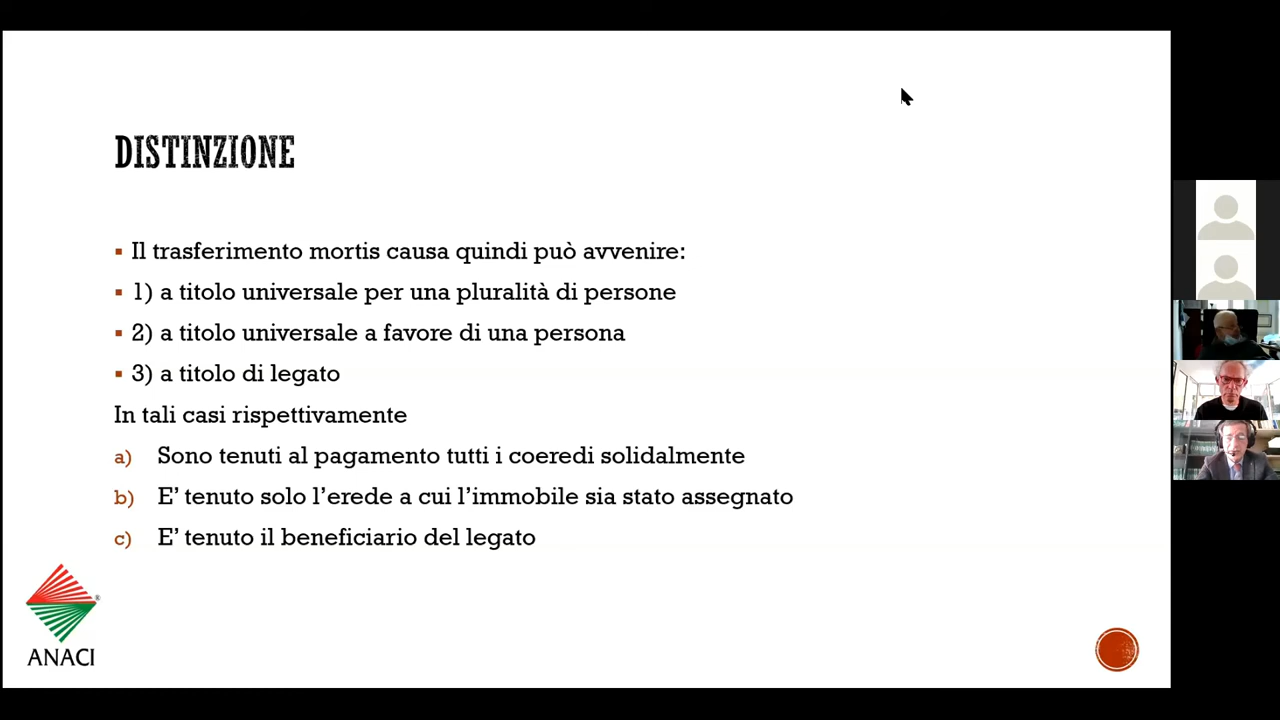 DISTINZIONE
▪ Il trasferimento mortis causa quindi può avvenire:
▪ 1) a titolo universale per una pluralità di persone
▪ 2) a titolo universale a favore di una persona
▪ 3) a titolo di legato
In tali casi rispettivamente
a) Sono tenuti al pagamento tutti i coeredi solidalmente
b) E’ tenuto solo l’erede a cui l’immobile sia stato assegnato
c) E’ tenuto il beneficiario del legato
®
ANACI